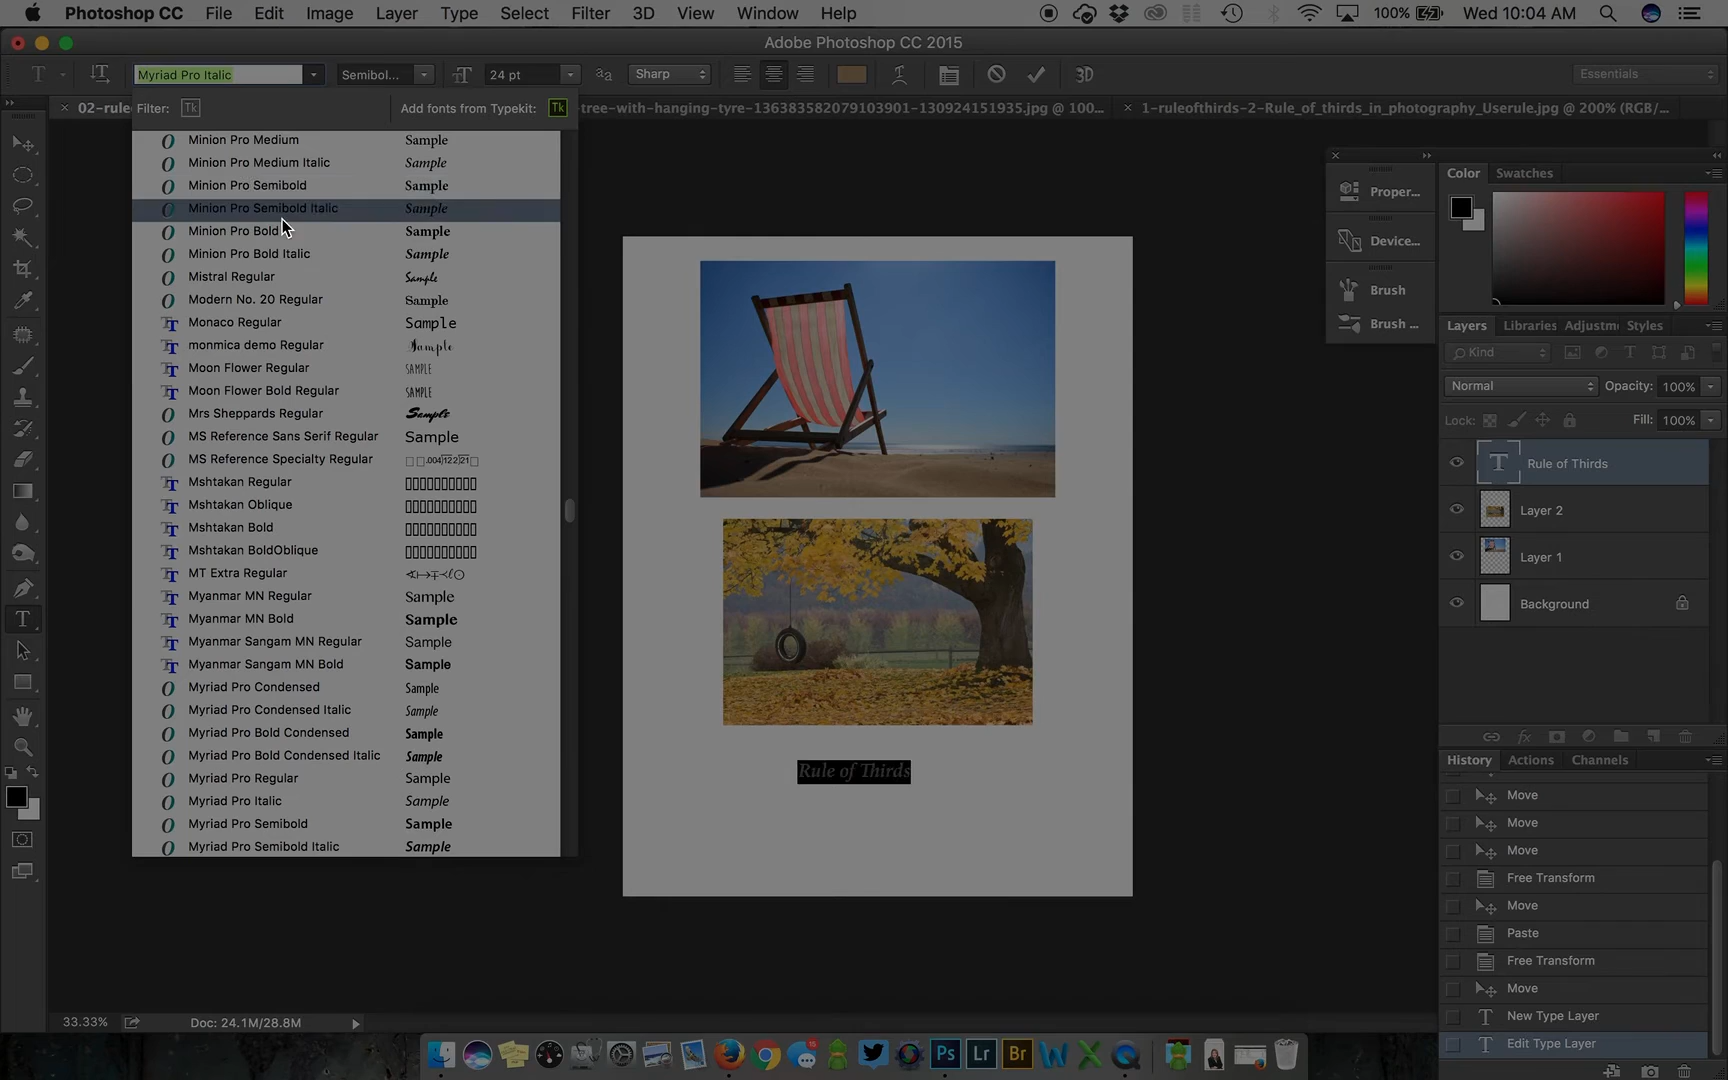 Photoshop CC File Edit Image Layer Type Select Filter 3D View Window Help 100% Wed 10:04 AM
Adobe Photoshop CC 2015
Myriad Pro Italic Semibol... 24 pt aa Sharp 3D Essentials
02-rule -tree-with-hanging-tyre-136383582079103901-130924151935.jpg @ 100... 1-ruleofthirds-2-Rule_of_thirds_in_photography_Userule.jpg @ 200% (RGB/...
Filter: Tk Add fonts from Typekit: Tk
Minion Pro Medium Sample
Minion Pro Medium Italic Sample
Minion Pro Semibold Sample
Minion Pro Semibold Italic Sample
Minion Pro Bold Sample
Minion Pro Bold Italic Sample
Mistral Regular Sample
Modern No. 20 Regular Sample
Monaco Regular Sample
monmica demo Regular Sample
Moon Flower Regular SAMPLE
Moon Flower Bold Regular SAMPLE
Mrs Sheppards Regular Sample
MS Reference Sans Serif Regular Sample
MS Reference Specialty Regular
Mshtakan Regular
Mshtakan Oblique
Mshtakan Bold
Mshtakan BoldOblique
MT Extra Regular
Myanmar MN Regular Sample
Myanmar MN Bold Sample
Myanmar Sangam MN Regular Sample
Myanmar Sangam MN Bold Sample
Myriad Pro Condensed Sample
Myriad Pro Condensed Italic Sample
Myriad Pro Bold Condensed Sample
Myriad Pro Bold Condensed Italic Sample
Myriad Pro Regular Sample
Myriad Pro Italic Sample
Myriad Pro Semibold Sample
Myriad Pro Semibold Italic Sample
Rule of Thirds
Proper...
Device...
Brush
Brush ...
Color Swatches
Layers Libraries Adjustm Styles
Kind
Normal Opacity: 100%
Lock: Fill: 100%
Rule of Thirds
Layer 2
Layer 1
Background
History Actions Channels
Move
Move
Move
Free Transform
Move
Paste
Free Transform
Move
New Type Layer
Edit Type Layer
33.33% Doc: 24.1M/28.8M
Ps Lr Br